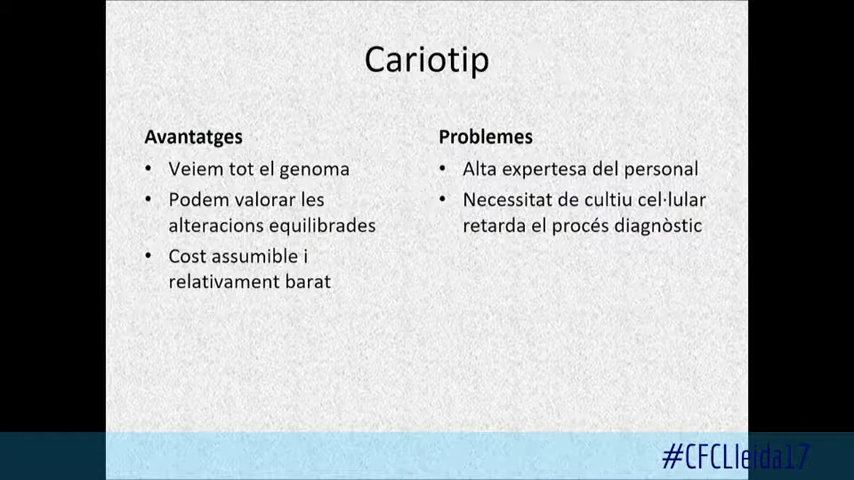 Cariotip
Avantatges
• Veiem tot el genoma
• Podem valorar les
alteracions equilibrades
• Cost assumible i
relativament barat
Problemes
• Alta expertesa del personal
• Necessitat de cultiu cel·lular
retarda el procés diagnòstic
#CFCLleida17